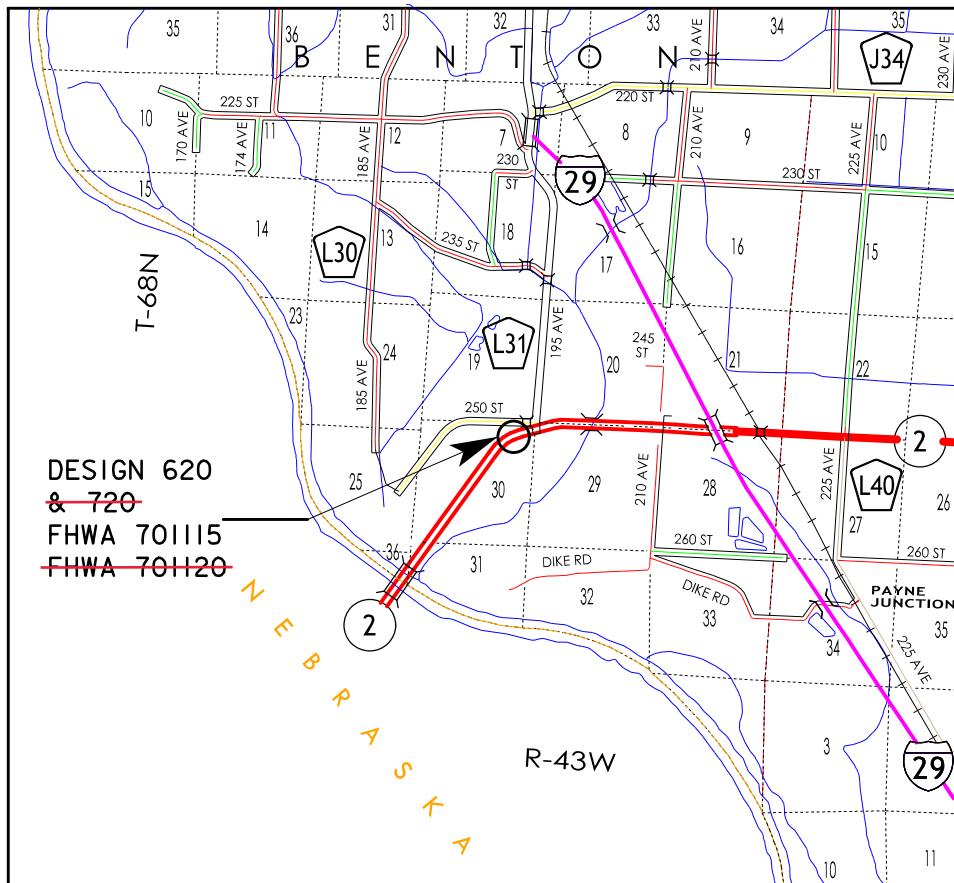 35
36
31
32
33
34
35
B E N T O N
210 AVE
J34
230 AVE
220 ST
225 ST
10
170 AVE
11
174 AVE
185 AVE
12
7
8
210 AVE
9
225 AVE
10
230 ST
29
230 ST
15
14
13
18
17
16
15
L30
235 ST
T-68N
23
24
19
L31
195 AVE
20
245 ST
21
22
185 AVE
250 ST
2
25
30
29
210 AVE
28
225 AVE
L40
27
26
DESIGN 620
& 720
FHWA 701115
FHWA 701120
36
31
DIKE RD
260 ST
260 ST
32
DIKE RD
33
34
PAYNE JUNCTION
35
225 AVE
2
NEBRASKA
R-43W
3
29
10
11